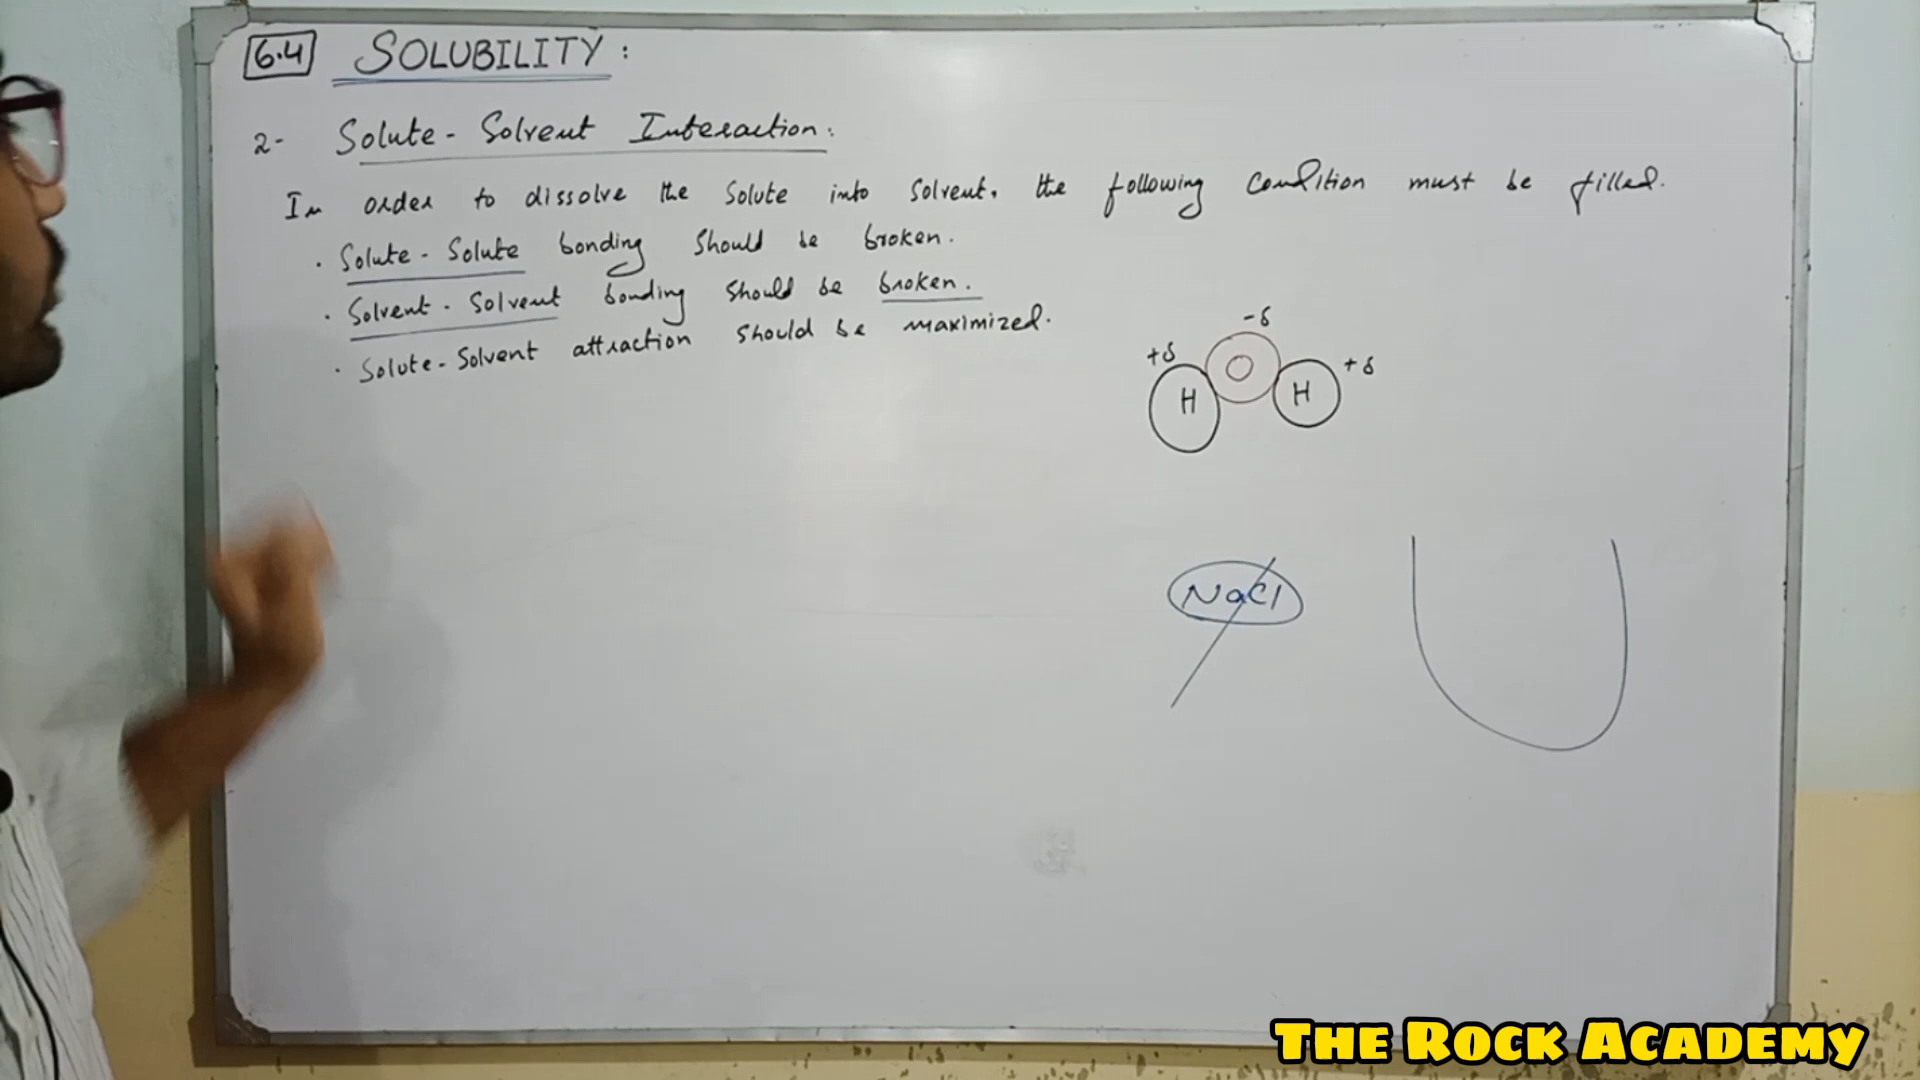 6.4 SOLUBILITY :
2- Solute - Solvent Interaction:
In order to dissolve the Solute into Solvent, the following Condition must be filled.
· Solute - Solute bonding should be broken.
· Solvent - Solvent bonding should be broken.
· Solute - Solvent attraction should be maximized.
-δ
+δ O +δ
H H
NaCl
THE ROCK ACADEMY